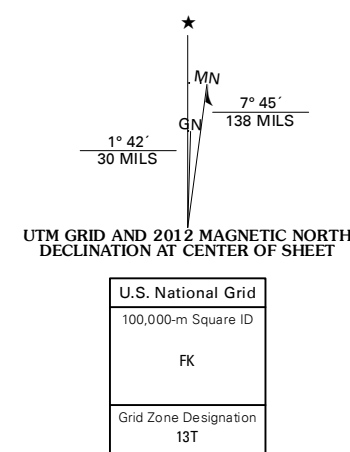 ★
MN
GN
7° 45´
138 MILS
1° 42´
30 MILS
UTM GRID AND 2012 MAGNETIC NORTH
DECLINATION AT CENTER OF SHEET
U.S. National Grid
100,000-m Square ID
FK
Grid Zone Designation
13T